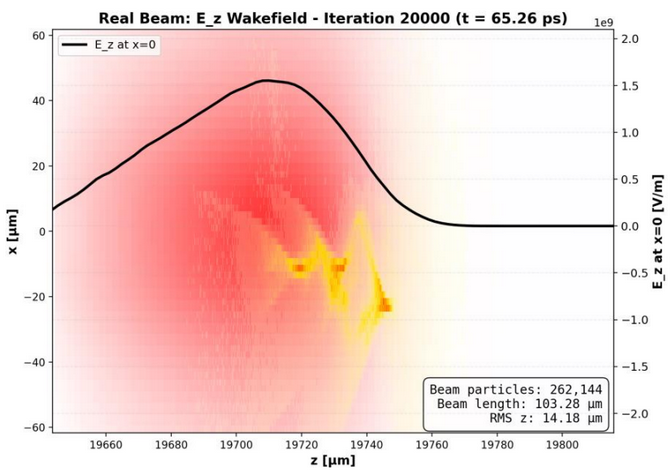 Real Beam: E_z Wakefield - Iteration 20000 (t = 65.26 ps)
1e9
E_z at x=0
60
40
20
0
−20
−40
−60
x [μm]
2.0
1.5
1.0
0.5
0.0
−0.5
−1.0
−1.5
−2.0
E_z at x=0 [V/m]
Beam particles: 262,144
Beam length: 103.28 μm
RMS z: 14.18 μm
19660 19680 19700 19720 19740 19760 19780 19800
z [μm]